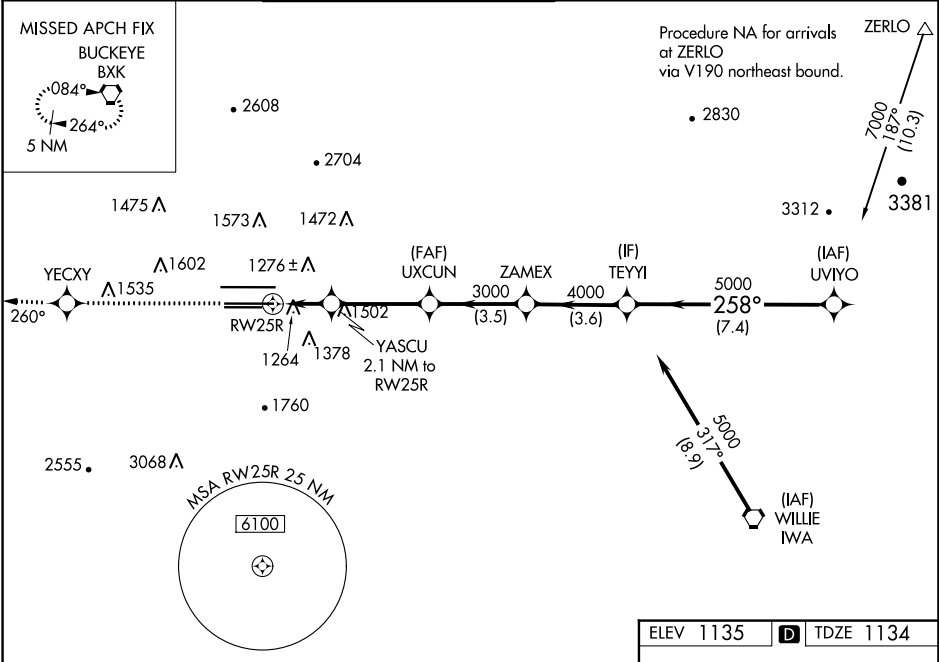 MISSED APCH FIX
BUCKEYE
BXK
084°
264°
5 NM
Procedure NA for arrivals
at ZERLO
via V190 northeast bound.
ZERLO
7000
187°
(10.3)
2608
2830
2704
3381
3312
1475
1573
1472
1602
1276±
1535
YECXY
260°
RW25R
(FAF)
UXCUN
ZAMEX
(IF)
TEYYI
(IAF)
UVIYO
3000
(3.5)
4000
(3.6)
5000
258°
(7.4)
1502
1264
1378
YASCU
2.1 NM to
RW25R
1760
2555
3068
5000
317°
(8.9)
(IAF)
WILLIE
IWA
MSA RW25R 25 NM
6100
ELEV 1135 D TDZE 1134